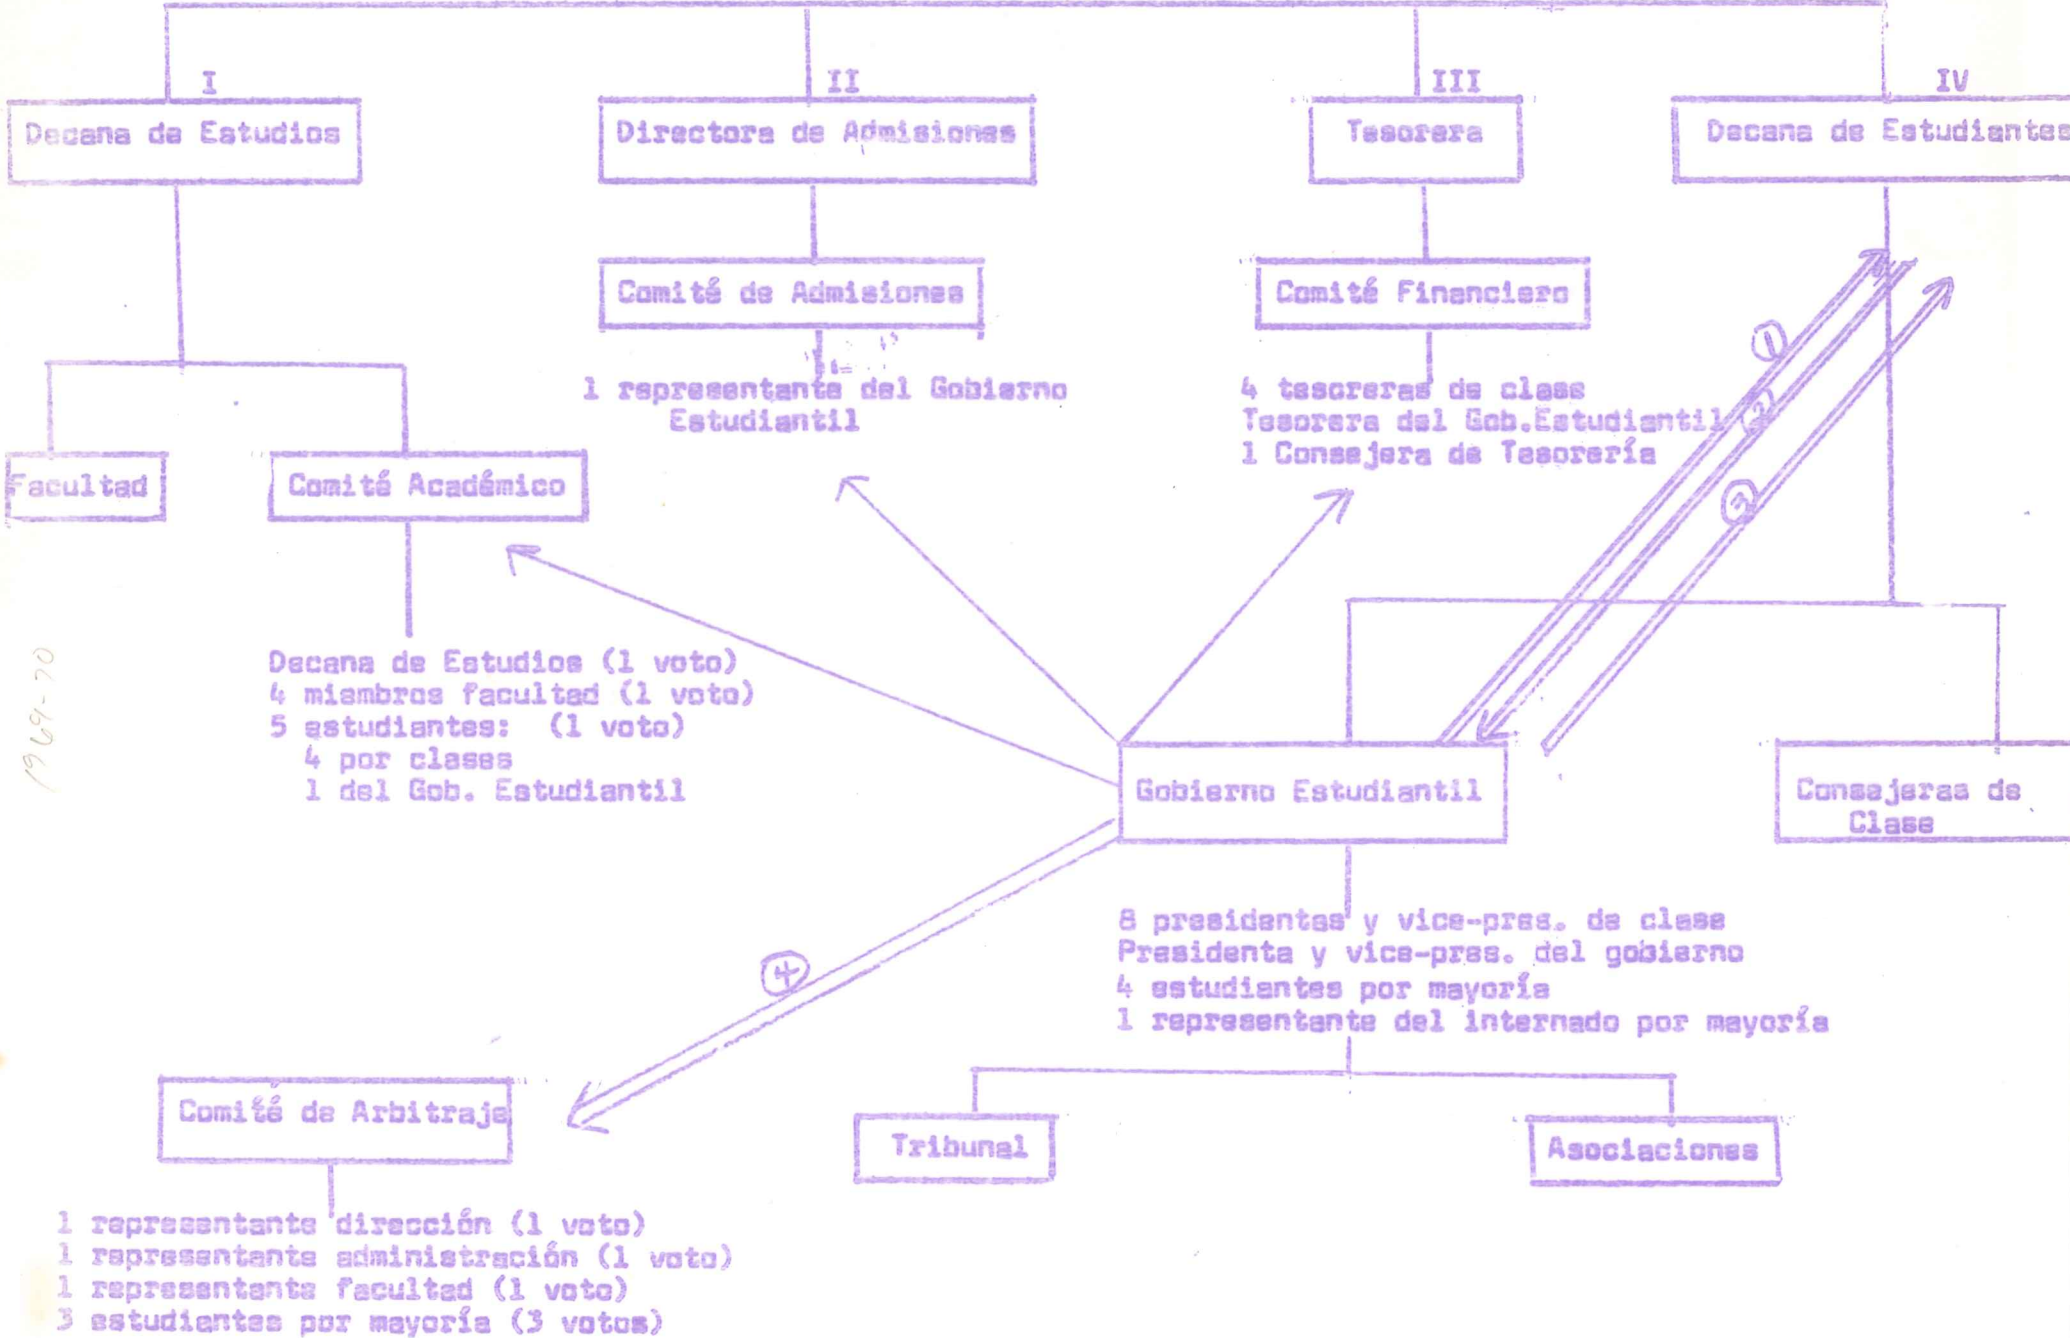 I
II
III
IV
Decana de Estudios
Directora de Admisiones
Tesorera
Decana de Estudiantes
Comité de Admisiones
Comité Financiero
1 representante del Gobierno
Estudiantil
4 tesoreras de clase
Tesorera del Gob.Estudiantil
1 Consejera de Tesorería
1
2
3
Facultad
Comité Académico
Decana de Estudios (1 voto)
4 miembros facultad (1 voto)
5 estudiantes: (1 voto)
4 por clases
1 del Gob. Estudiantil
1969-70
Gobierno Estudiantil
Consejeras de
Clase
8 presidentas y vice-pres. de clase
Presidenta y vice-pres. del gobierno
4 estudiantes por mayoría
1 representante del internado por mayoría
4
Comité de Arbitraje
Tribunal
Asociaciones
1 representante dirección (1 voto)
1 representante administración (1 voto)
1 representante facultad (1 voto)
3 estudiantes por mayoría (3 votos)